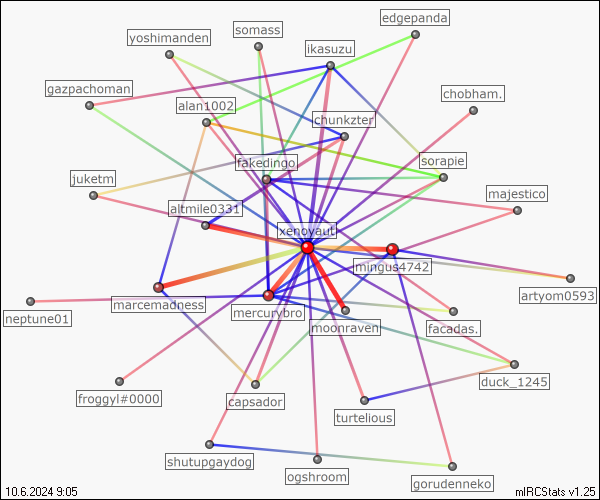 edgepanda
somass
yoshimanden
ikasuzu
gazpachoman
chobham.
alan1002
chunkzter
fakedingo
sorapie
juketm
majestico
altmile0331
xenoyaut
mingus4742
artyom0593
marcemadness
mercurybro
neptune01
moonraven
facadas.
duck_1245
froggyl#0000
capsador
turtelious
shutupgaydog
ogshroom
gorudenneko
10.6.2024 9:05
mIRCStats v1.25